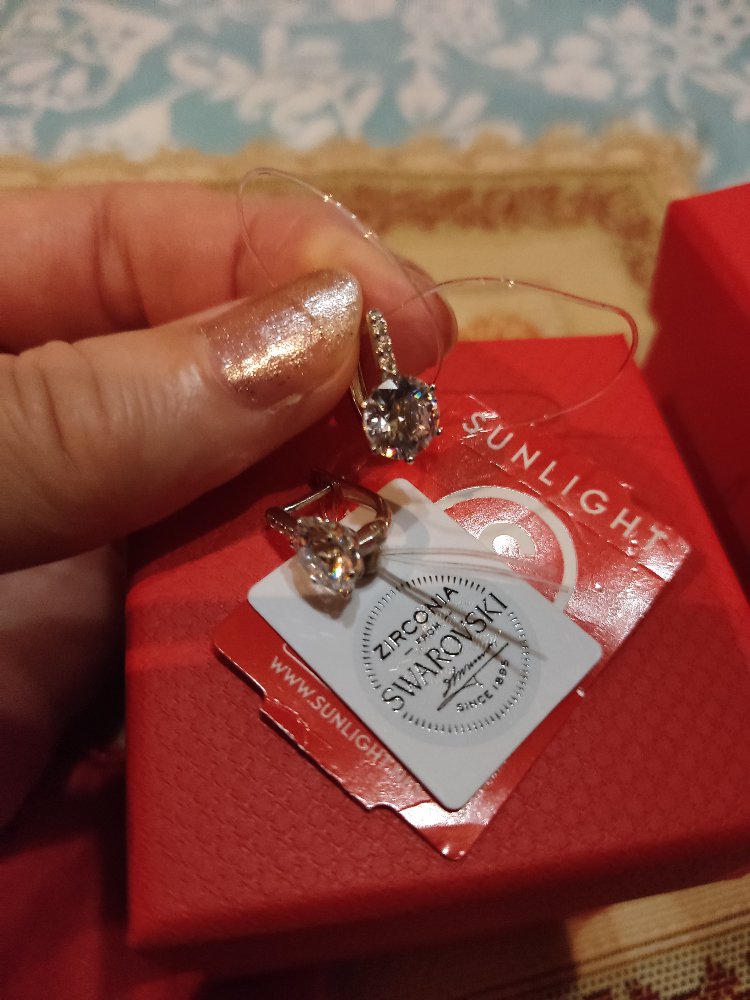 SUNLIGHT
ZIRCONIA
FROM
SWAROVSKI
SINCE 1895
WWW.SUNLIGHT